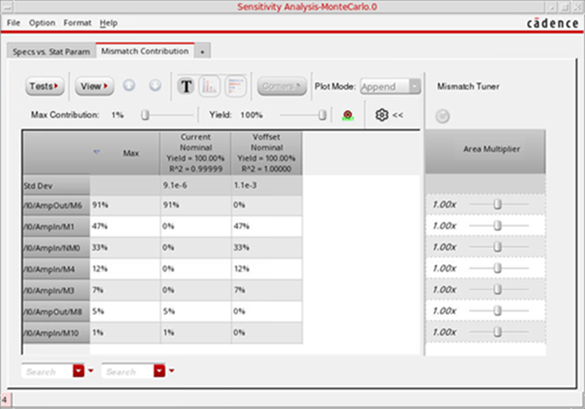 Sensitivity Analysis-MonteCarlo.0
File Option Format Help cādence
Specs vs. Stat Param Mismatch Contribution +
Tests View T Corners Plot Mode: Append Mismatch Tuner
Max Contribution: 1% Yield: 100% <<
Max Current Nominal Yield = 100.00% R^2 = 0.99999 Voffset Nominal Yield = 100.00% R^2 = 1.00000 Area Multiplier
Std Dev 9.1e-6 1.1e-3
/I0/AmpOut/M6 91% 91% 0% 1.00x
/I0/AmpIn/M1 47% 0% 47% 1.00x
/I0/AmpIn/NM0 33% 0% 33% 1.00x
/I0/AmpIn/M4 12% 0% 12% 1.00x
/I0/AmpIn/M3 7% 0% 7% 1.00x
/I0/AmpOut/M8 5% 5% 0% 1.00x
/I0/AmpIn/M10 1% 1% 0% 1.00x
Search Search
4